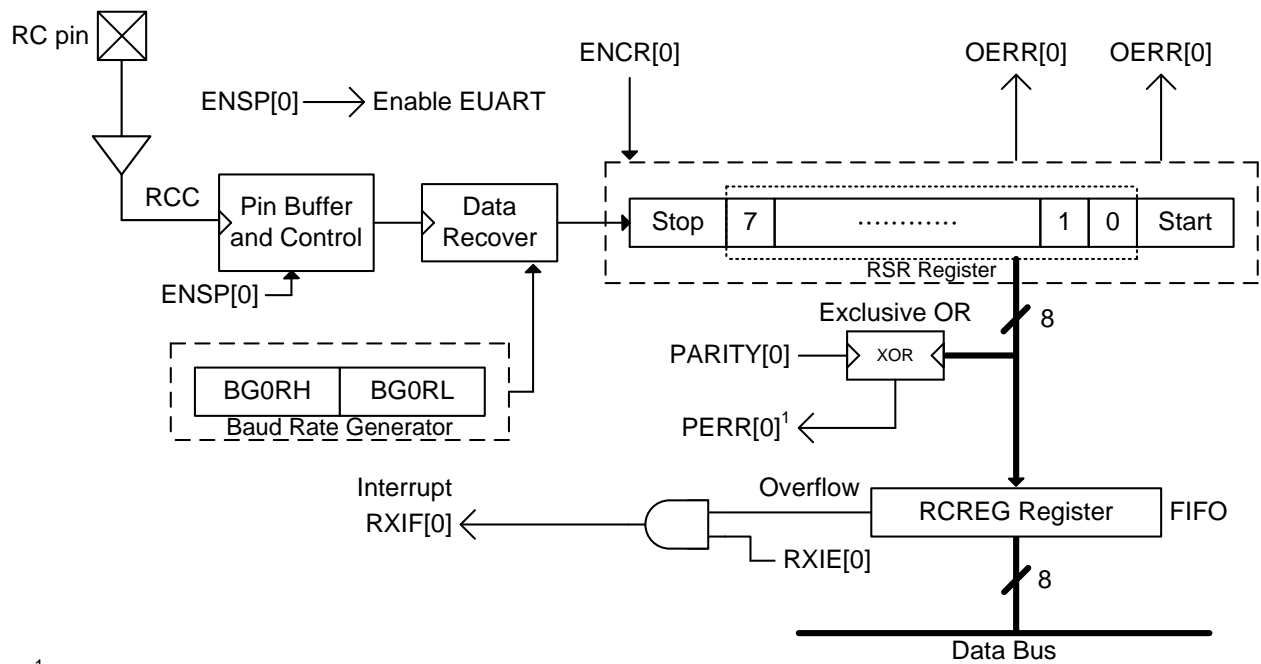 RC pin
ENCR[0]
OERR[0]
OERR[0]
ENSP[0]
Enable EUART
RCC
Pin Buffer
and Control
Data
Recover
Stop
7
............
1
0
Start
RSR Register
ENSP[0]
8
Exclusive OR
PARITY[0]
XOR
BG0RH
BG0RL
Baud Rate Generator
PERR[0]¹
Interrupt
RXIF[0]
Overflow
RCREG Register
FIFO
RXIE[0]
8
Data Bus
1